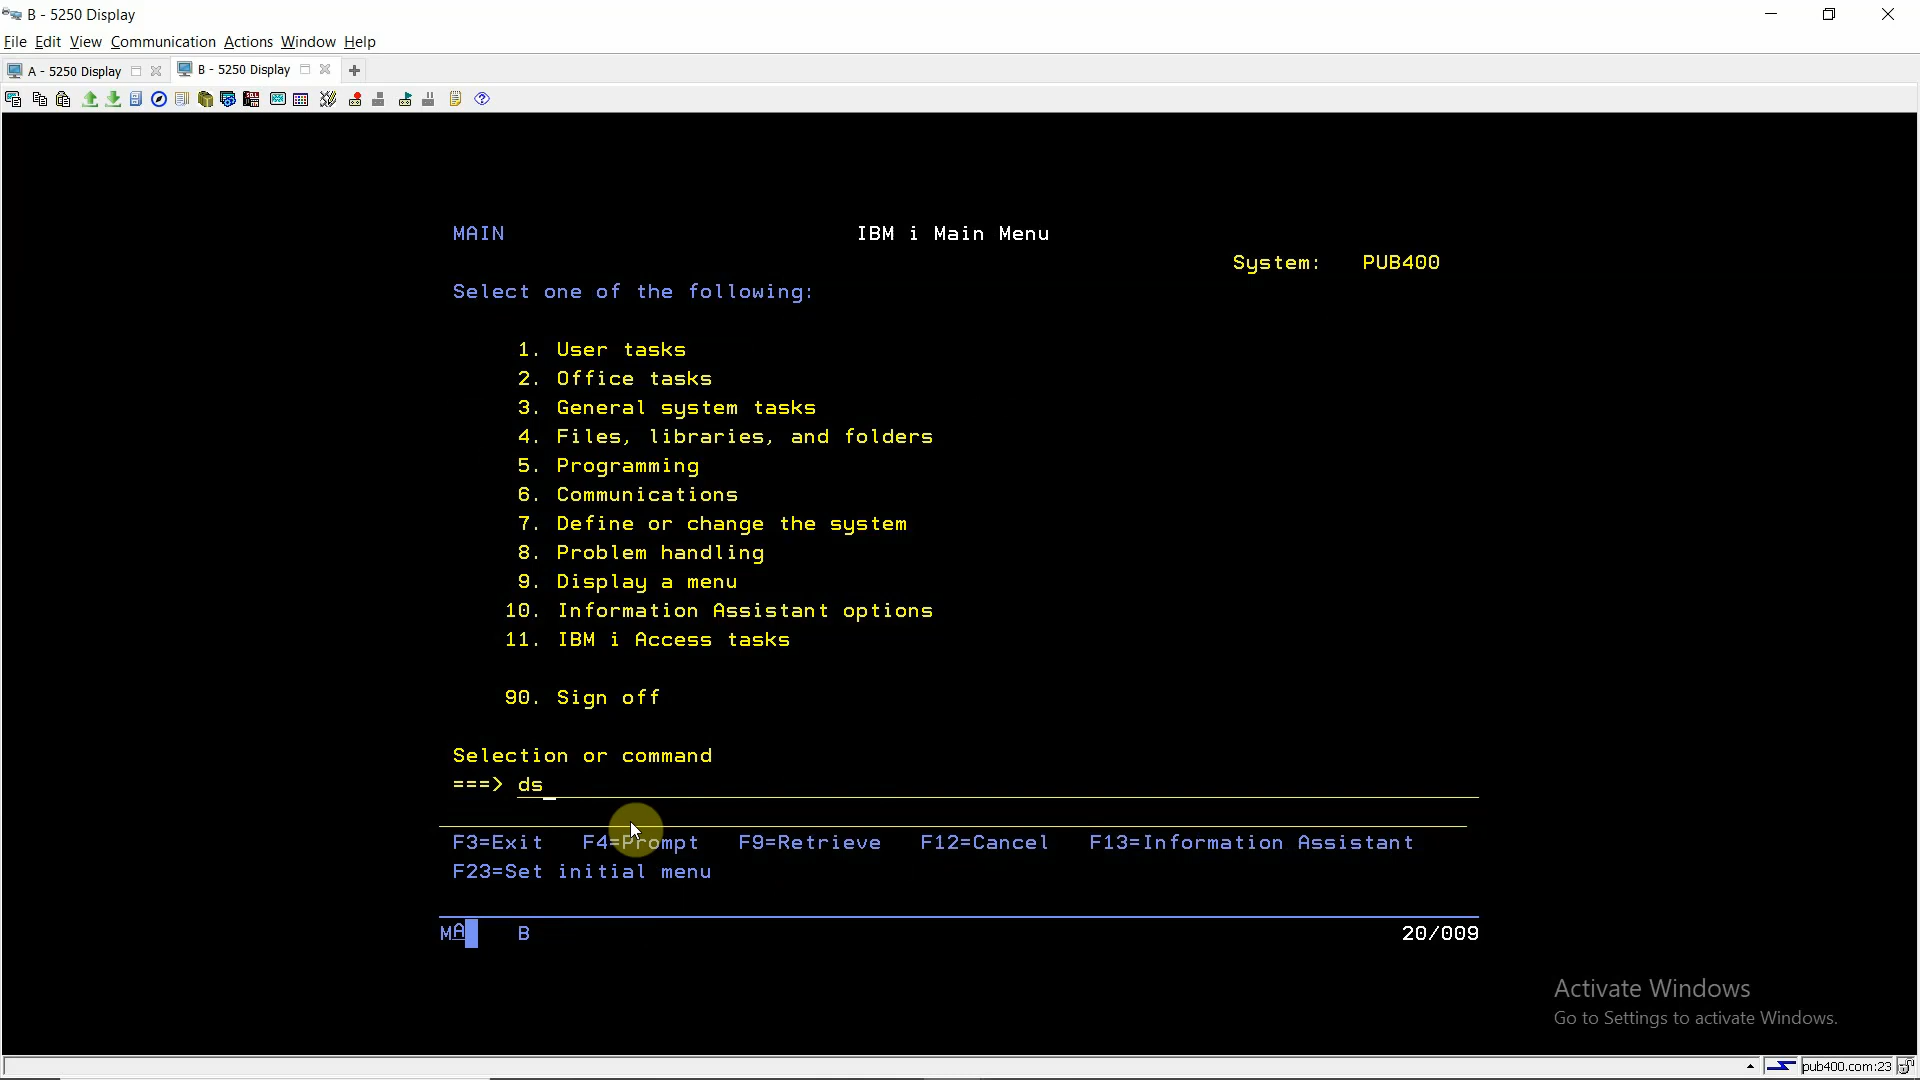 B - 5250 Display
File Edit View Communication Actions Window Help
A - 5250 Display B - 5250 Display
MAIN IBM i Main Menu
System: PUB400
Select one of the following:
1. User tasks
2. Office tasks
3. General system tasks
4. Files, libraries, and folders
5. Programming
6. Communications
7. Define or change the system
8. Problem handling
9. Display a menu
10. Information Assistant options
11. IBM i Access tasks
90. Sign off
Selection or command
===> ds_
F3=Exit F4=Prompt F9=Retrieve F12=Cancel F13=Information Assistant
F23=Set initial menu
MA B 20/009
Activate Windows
Go to Settings to activate Windows.
pub400.com:23